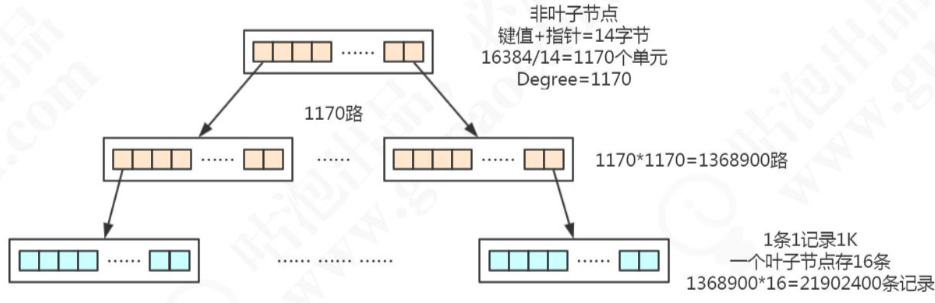 非叶子节点
键值+指针=14字节
16384/14=1170个单元
Degree=1170
1170路
1170*1170=1368900路
1条1记录1K
一个叶子节点存16条
1368900*16=21902400条记录